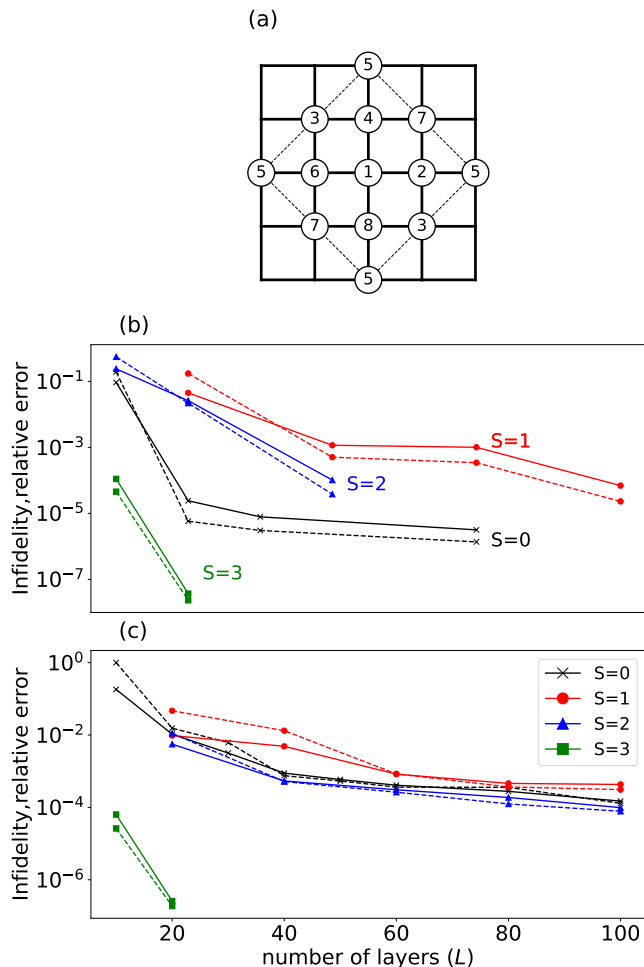 (a)
5
3 4 7
5 6 1 2 5
7 8 3
5
(b)
Infidelity,relative error
10^{-1}
10^{-3}
10^{-5}
10^{-7}
S=1
S=2
S=0
S=3
(c)
Infidelity,relative error
10^{0}
10^{-2}
10^{-4}
10^{-6}
S=0
S=1
S=2
S=3
20 40 60 80 100
number of layers (L)